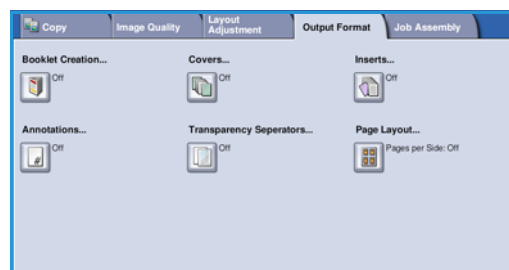 Copy
Image Quality
Layout
Adjustment
Output Format
Job Assembly
Booklet Creation...
Off
Covers...
Off
Inserts...
Off
Annotations...
Off
Transparency Seperators...
Off
Page Layout...
Pages per Side: Off